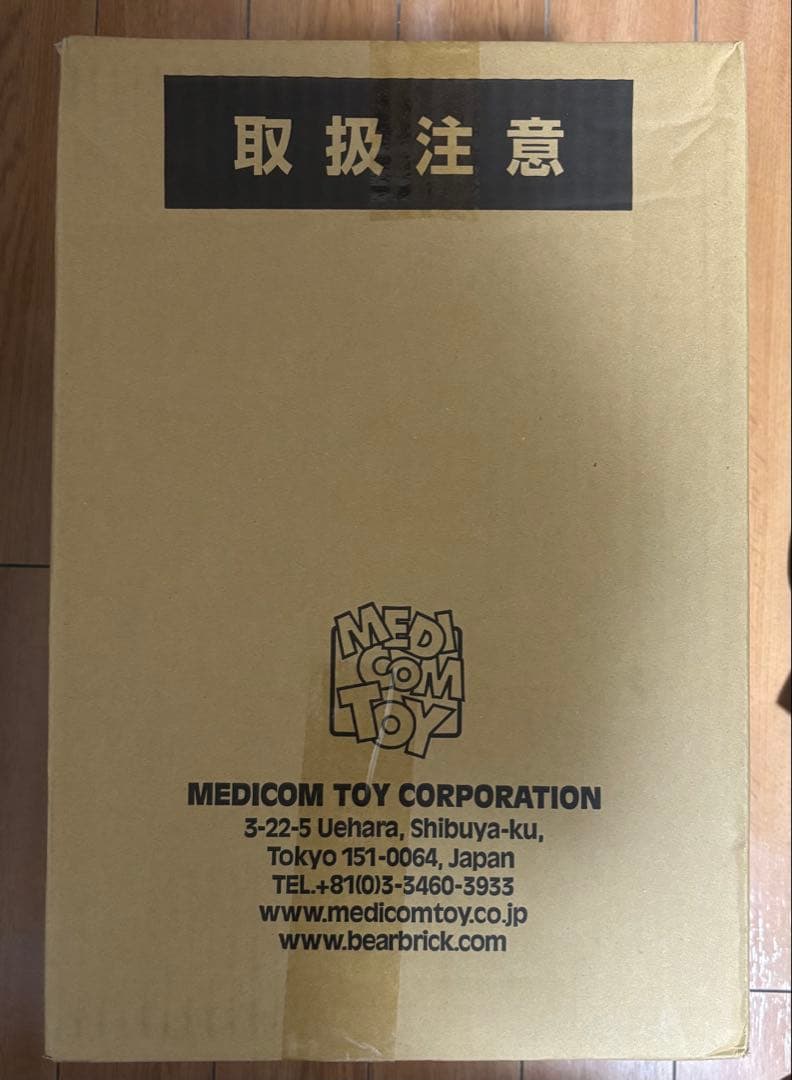 取扱注意
MEDI
COM
TOY
MEDICOM TOY CORPORATION
3-22-5 Uehara, Shibuya-ku,
Tokyo 151-0064, Japan
TEL.+81(0)3-3460-3933
www.medicomtoy.co.jp
www.bearbrick.com